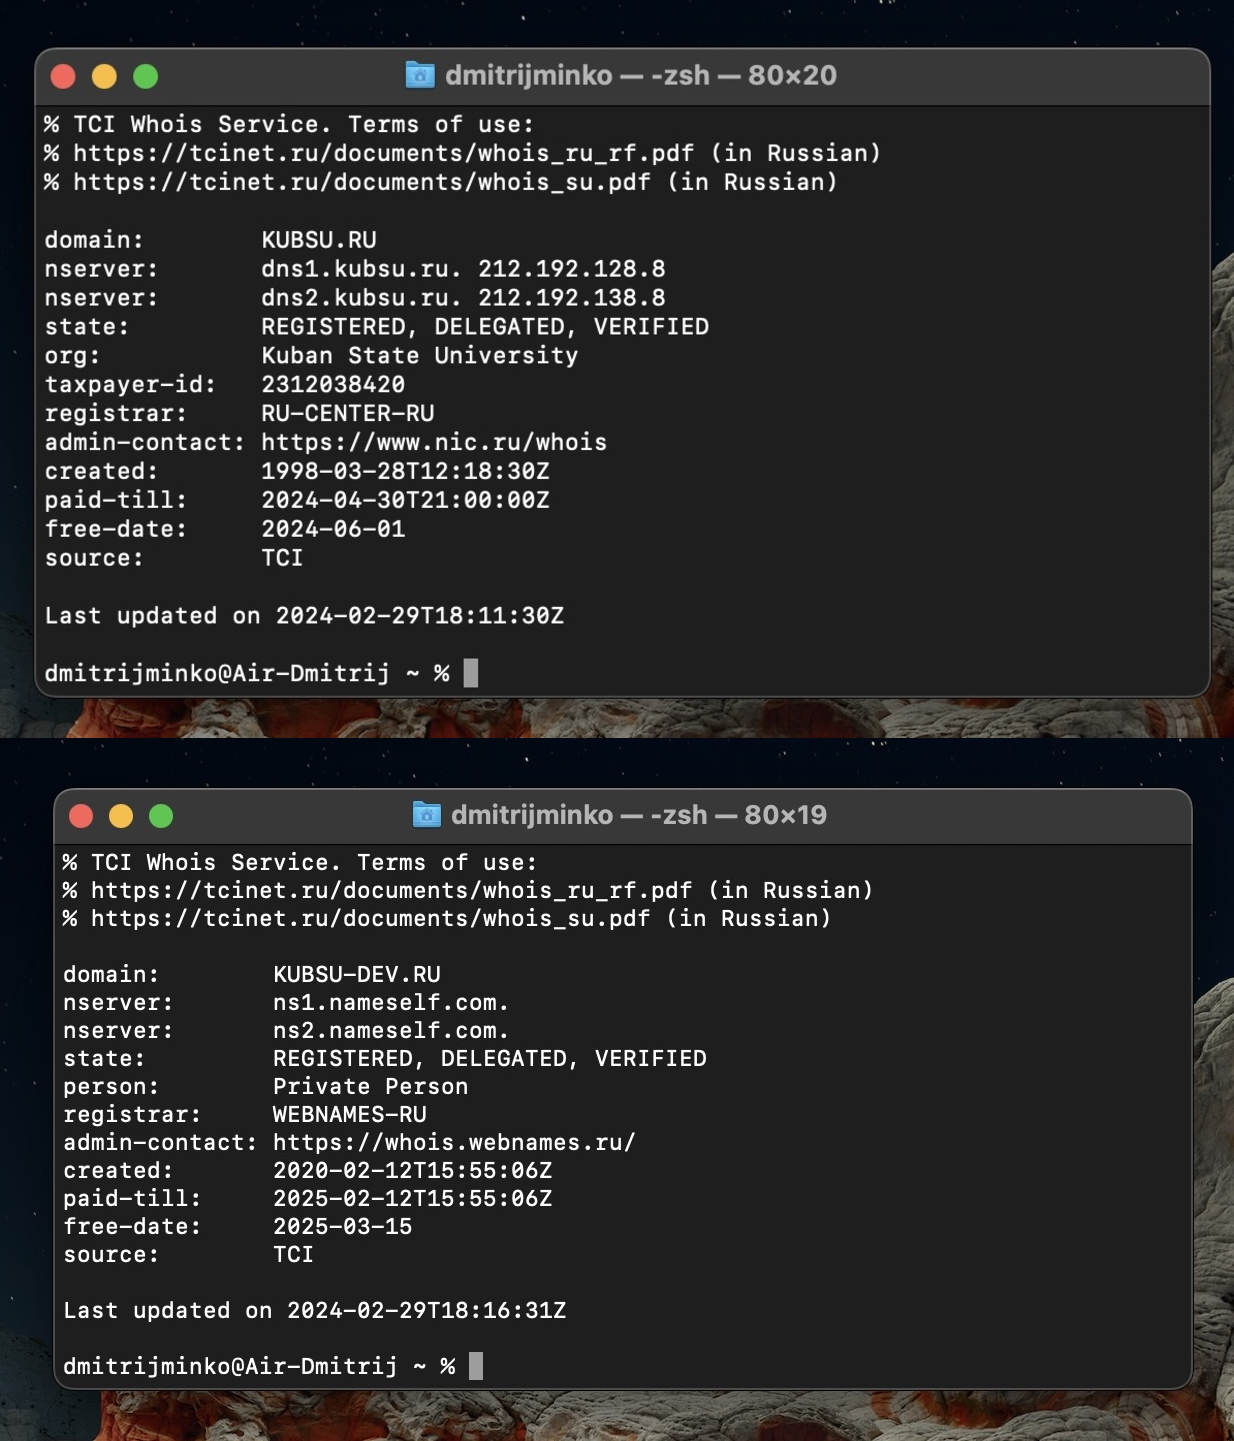 dmitrijminko — -zsh — 80×20
% TCI Whois Service. Terms of use:
% https://tcinet.ru/documents/whois_ru_rf.pdf (in Russian)
% https://tcinet.ru/documents/whois_su.pdf (in Russian)
domain: KUBSU.RU
nserver: dns1.kubsu.ru. 212.192.128.8
nserver: dns2.kubsu.ru. 212.192.138.8
state: REGISTERED, DELEGATED, VERIFIED
org: Kuban State University
taxpayer-id: 2312038420
registrar: RU-CENTER-RU
admin-contact: https://www.nic.ru/whois
created: 1998-03-28T12:18:30Z
paid-till: 2024-04-30T21:00:00Z
free-date: 2024-06-01
source: TCI
Last updated on 2024-02-29T18:11:30Z
dmitrijminko@Air-Dmitrij ~ %
dmitrijminko — -zsh — 80×19
% TCI Whois Service. Terms of use:
% https://tcinet.ru/documents/whois_ru_rf.pdf (in Russian)
% https://tcinet.ru/documents/whois_su.pdf (in Russian)
domain: KUBSU-DEV.RU
nserver: ns1.nameself.com.
nserver: ns2.nameself.com.
state: REGISTERED, DELEGATED, VERIFIED
person: Private Person
registrar: WEBNAMES-RU
admin-contact: https://whois.webnames.ru/
created: 2020-02-12T15:55:06Z
paid-till: 2025-02-12T15:55:06Z
free-date: 2025-03-15
source: TCI
Last updated on 2024-02-29T18:16:31Z
dmitrijminko@Air-Dmitrij ~ %